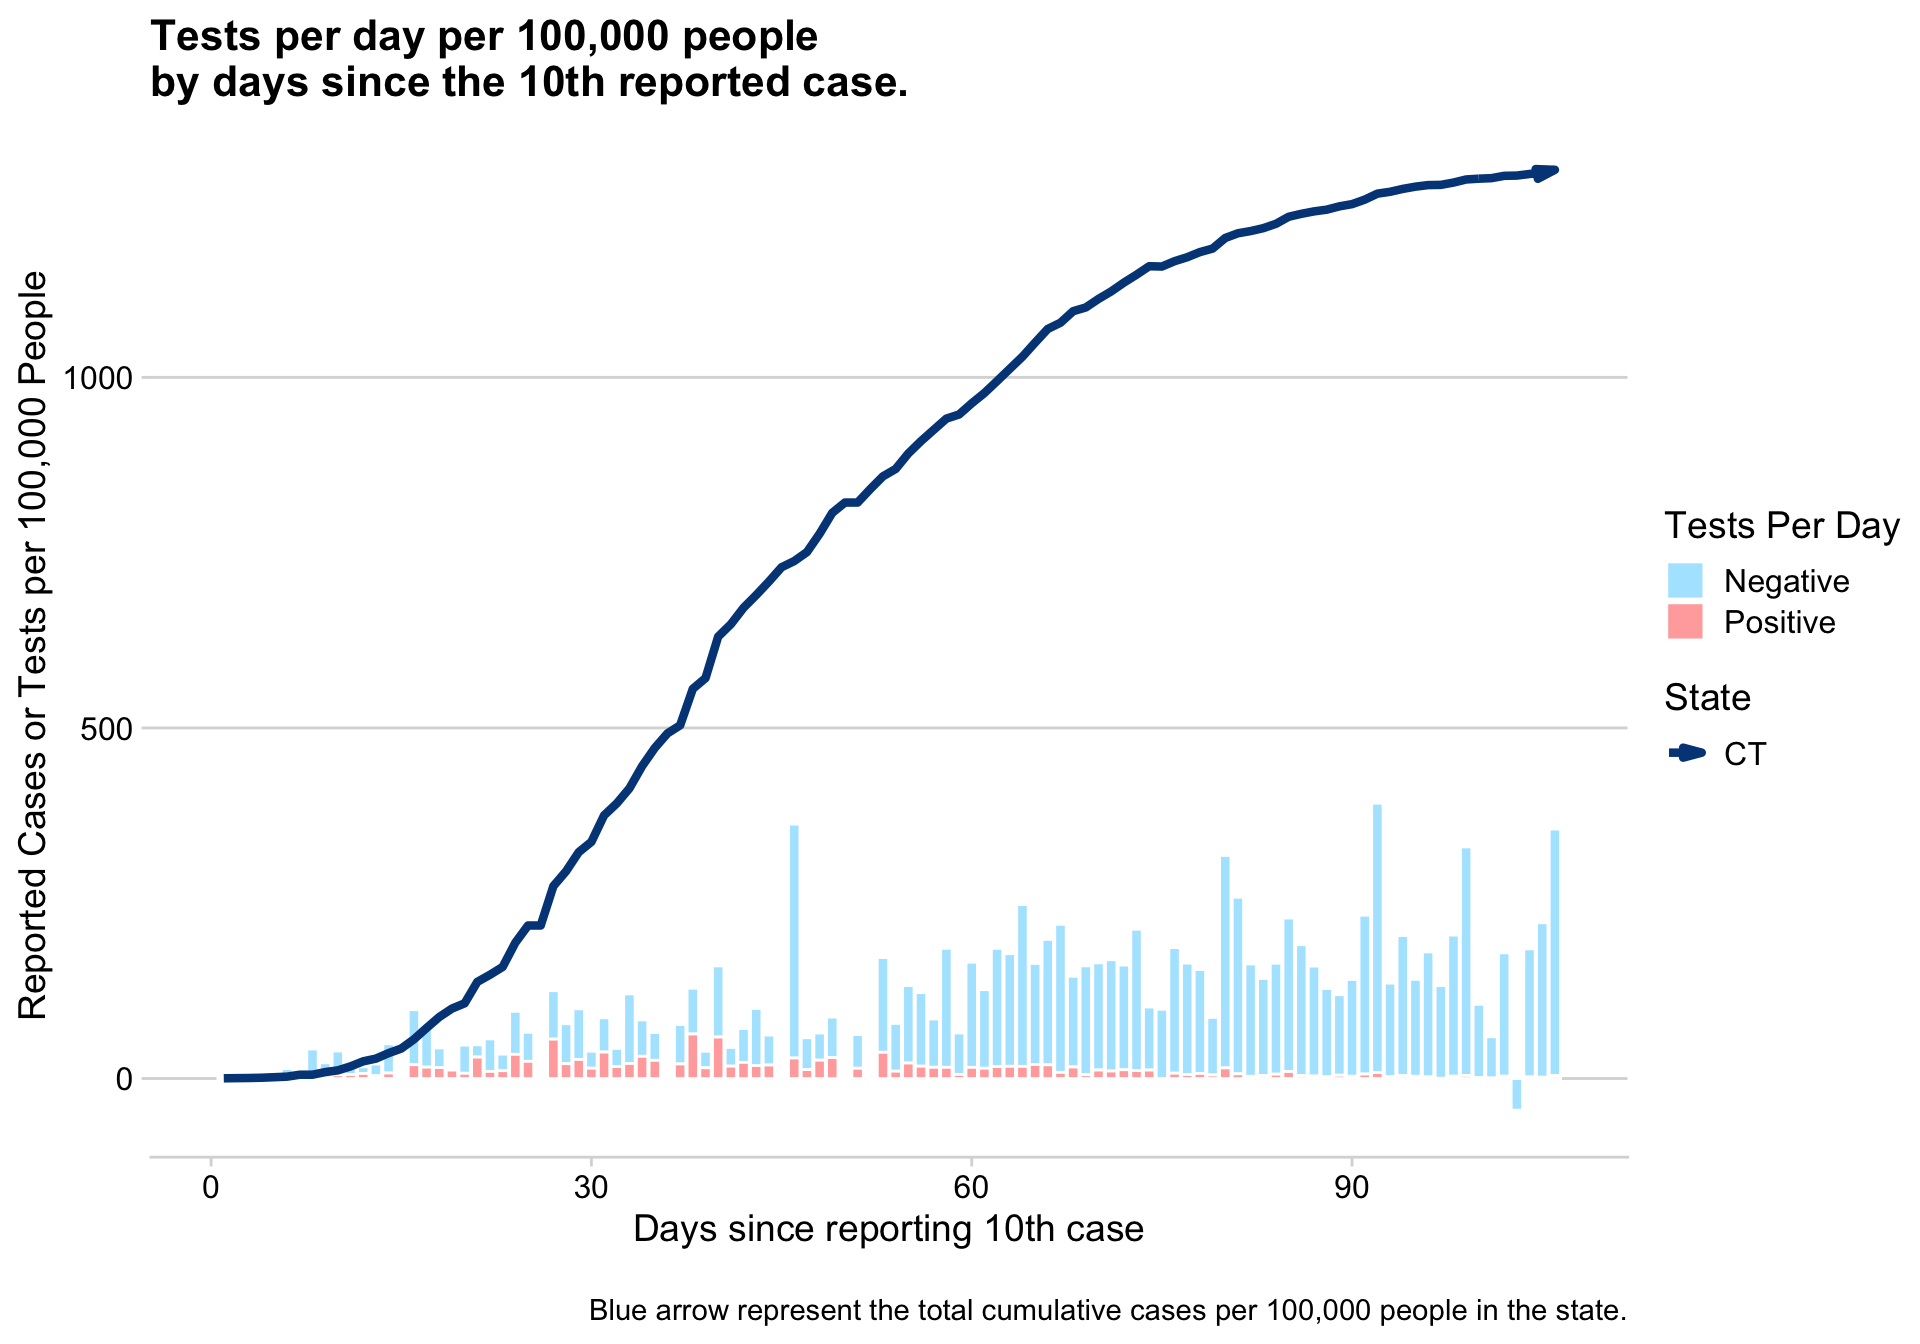 Tests per day per 100,000 people
by days since the 10th reported case.
Reported Cases or Tests per 100,000 People
1000
500
0
0
30
60
90
Days since reporting 10th case
Tests Per Day
Negative
Positive
State
CT
Blue arrow represent the total cumulative cases per 100,000 people in the state.